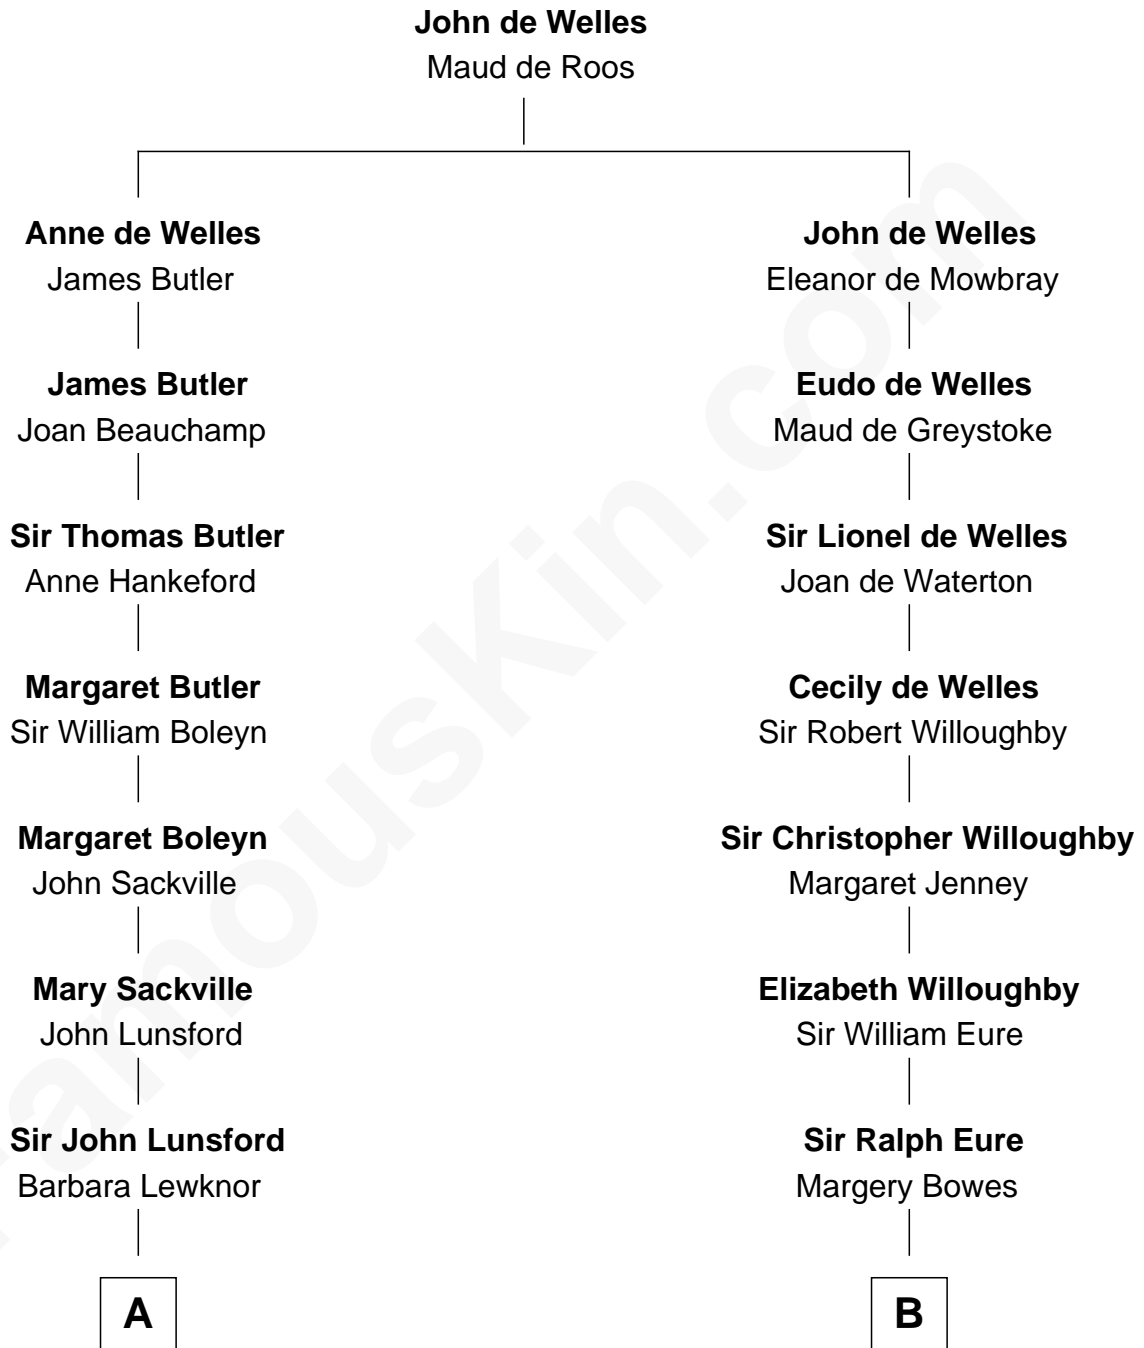 John de Welles
Maud de Roos
Anne de Welles
James Butler
John de Welles
Eleanor de Mowbray
James Butler
Joan Beauchamp
Eudo de Welles
Maud de Greystoke
Sir Thomas Butler
Anne Hankeford
Sir Lionel de Welles
Joan de Waterton
Margaret Butler
Sir William Boleyn
Cecily de Welles
Sir Robert Willoughby
Margaret Boleyn
John Sackville
Sir Christopher Willoughby
Margaret Jenney
Mary Sackville
John Lunsford
Elizabeth Willoughby
Sir William Eure
Sir John Lunsford
Barbara Lewknor
Sir Ralph Eure
Margery Bowes
A
B
FamousKin.com